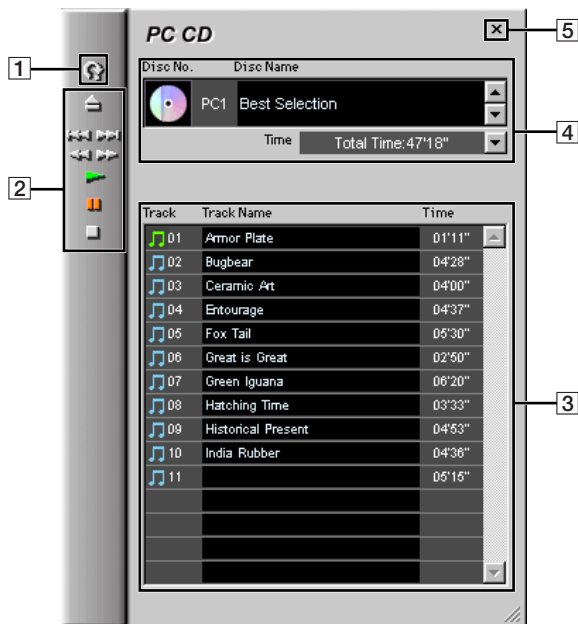 PC CD
5
1
Disc No. Disc Name
PC1 Best Selection
4
Time Total Time:47'18"
2
Track Track Name Time
01 Armor Plate 01'11"
02 Bugbear 04'28"
03 Ceramic Art 04'00"
04 Entourage 04'37"
05 Fox Tail 05'30"
06 Great is Great 02'50"
07 Green Iguana 06'20"
3
08 Hatching Time 03'33"
09 Historical Present 04'53"
10 India Rubber 04'36"
11 05'15"